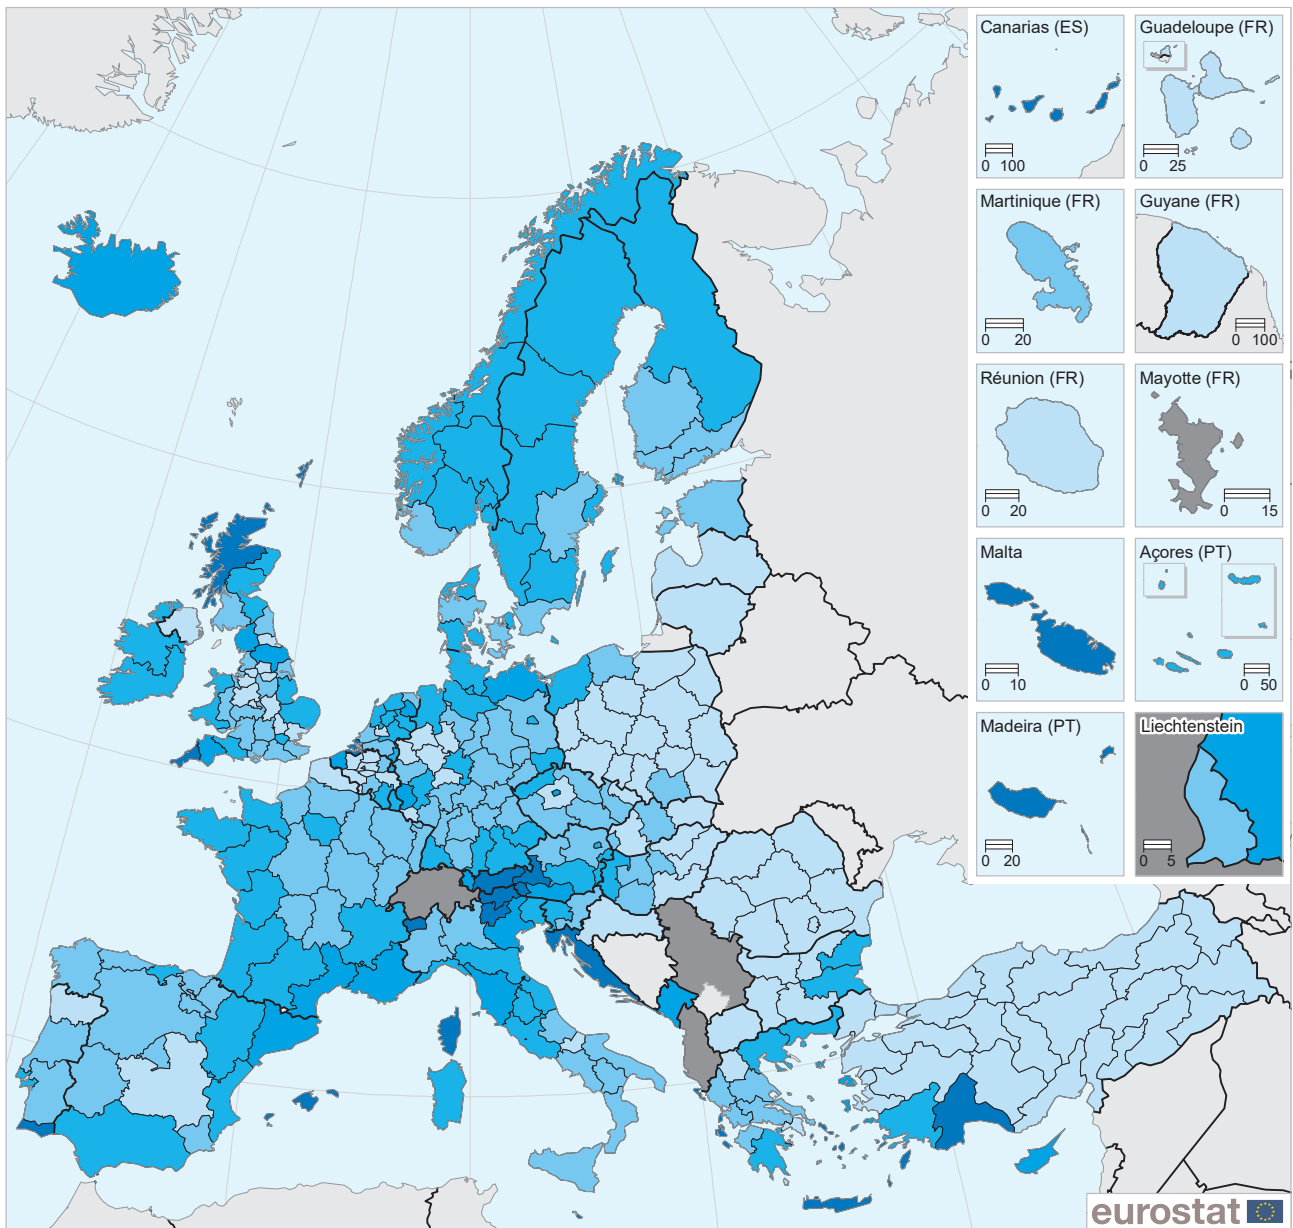 Canarias (ES)
0 100
Guadeloupe (FR)
0 25
Martinique (FR)
0 20
Guyane (FR)
0 100
Réunion (FR)
0 20
Mayotte (FR)
0 15
Malta
0 10
Açores (PT)
0 50
Madeira (PT)
0 20
Liechtenstein
0 5
eurostat